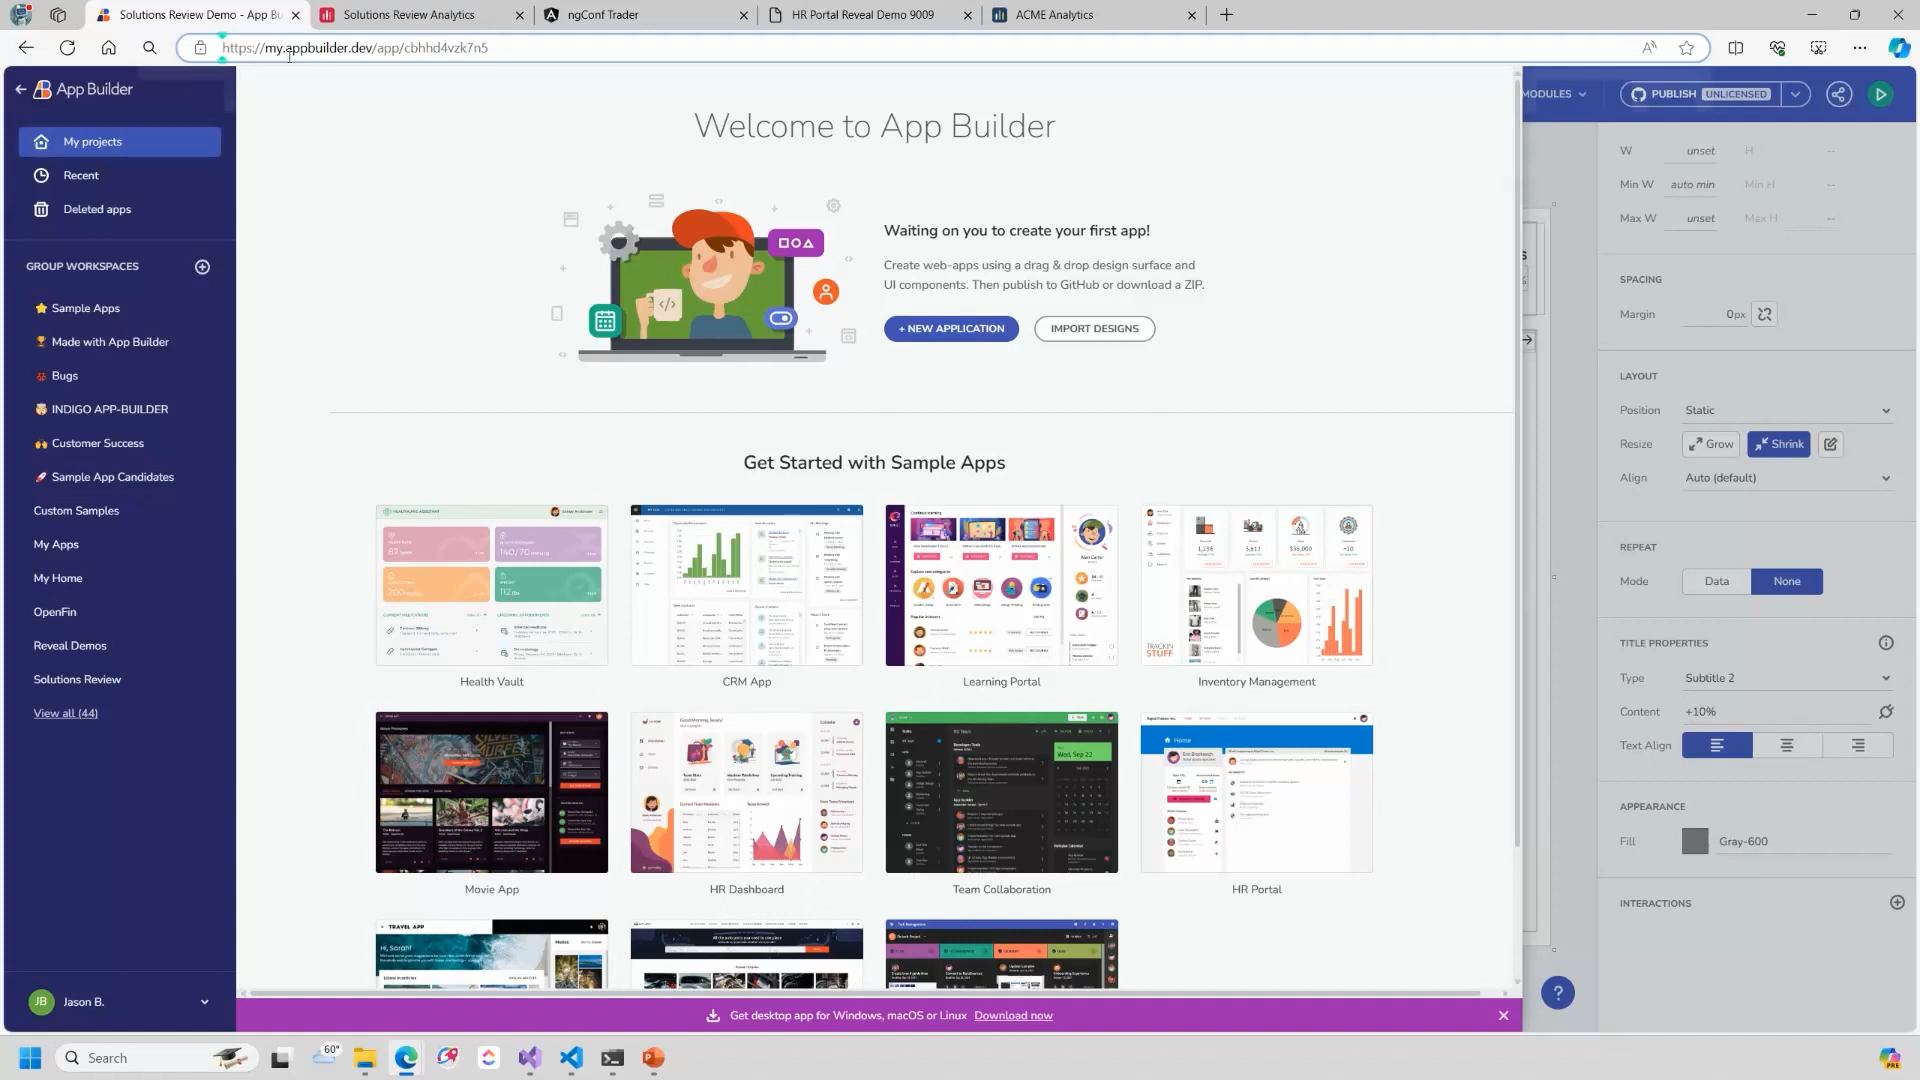 Solutions Review Demo - App Bu
Solutions Review Analytics
ngConf Trader
HR Portal Reveal Demo 9009
ACME Analytics
https://my.appbuilder.dev/app/cbhhd4vzk7n5
App Builder
My projects
Recent
Deleted apps
GROUP WORKSPACES
Sample Apps
Made with App Builder
Bugs
INDIGO APP-BUILDER
Customer Success
Sample App Candidates
Custom Samples
My Apps
My Home
OpenFin
Reveal Demos
Solutions Review
View all (44)
JB
Jason B.
Welcome to App Builder
Waiting on you to create your first app!
Create web-apps using a drag & drop design surface and
UI components. Then publish to GitHub or download a ZIP.
+ NEW APPLICATION
IMPORT DESIGNS
Get Started with Sample Apps
Health Vault
CRM App
Learning Portal
Inventory Management
Movie App
HR Dashboard
Team Collaboration
HR Portal
TRAVEL APP
Hi, Sarah!
Get desktop app for Windows, macOS or Linux Download now
MODULES
PUBLISH UNLICENSED
W unset H --
Min W auto min Min H --
Max W unset Max H --
SPACING
Margin 0px
LAYOUT
Position Static
Resize Grow Shrink
Align Auto (default)
REPEAT
Mode Data None
TITLE PROPERTIES
Type Subtitle 2
Content +10%
Text Align
APPEARANCE
Fill Gray-600
INTERACTIONS
?
Search
60°
PRE